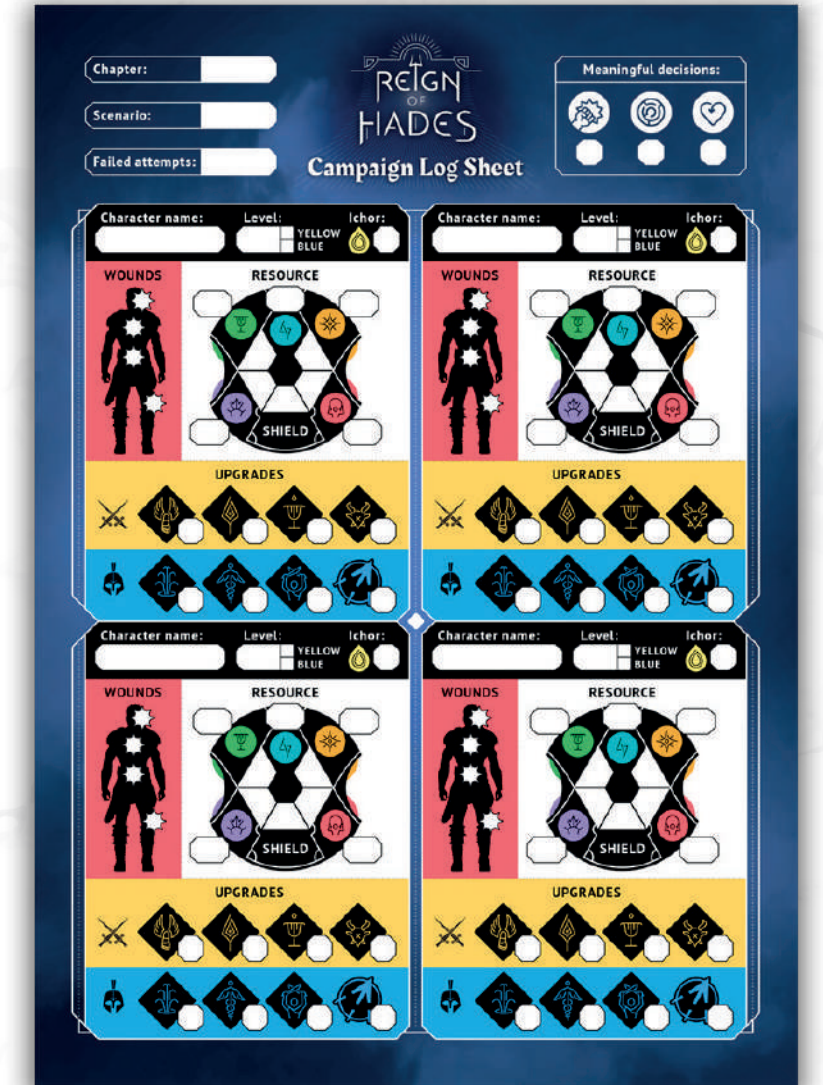 Chapter:
Scenario:
Failed attempts:
REIGN
OF
HADES
Campaign Log Sheet
Meaningful decisions:
Character name: Level: Ichor:
YELLOW
BLUE
WOUNDS RESOURCE
SHIELD
UPGRADES
Character name: Level: Ichor:
YELLOW
BLUE
WOUNDS RESOURCE
SHIELD
UPGRADES
Character name: Level: Ichor:
YELLOW
BLUE
WOUNDS RESOURCE
SHIELD
UPGRADES
Character name: Level: Ichor:
YELLOW
BLUE
WOUNDS RESOURCE
SHIELD
UPGRADES